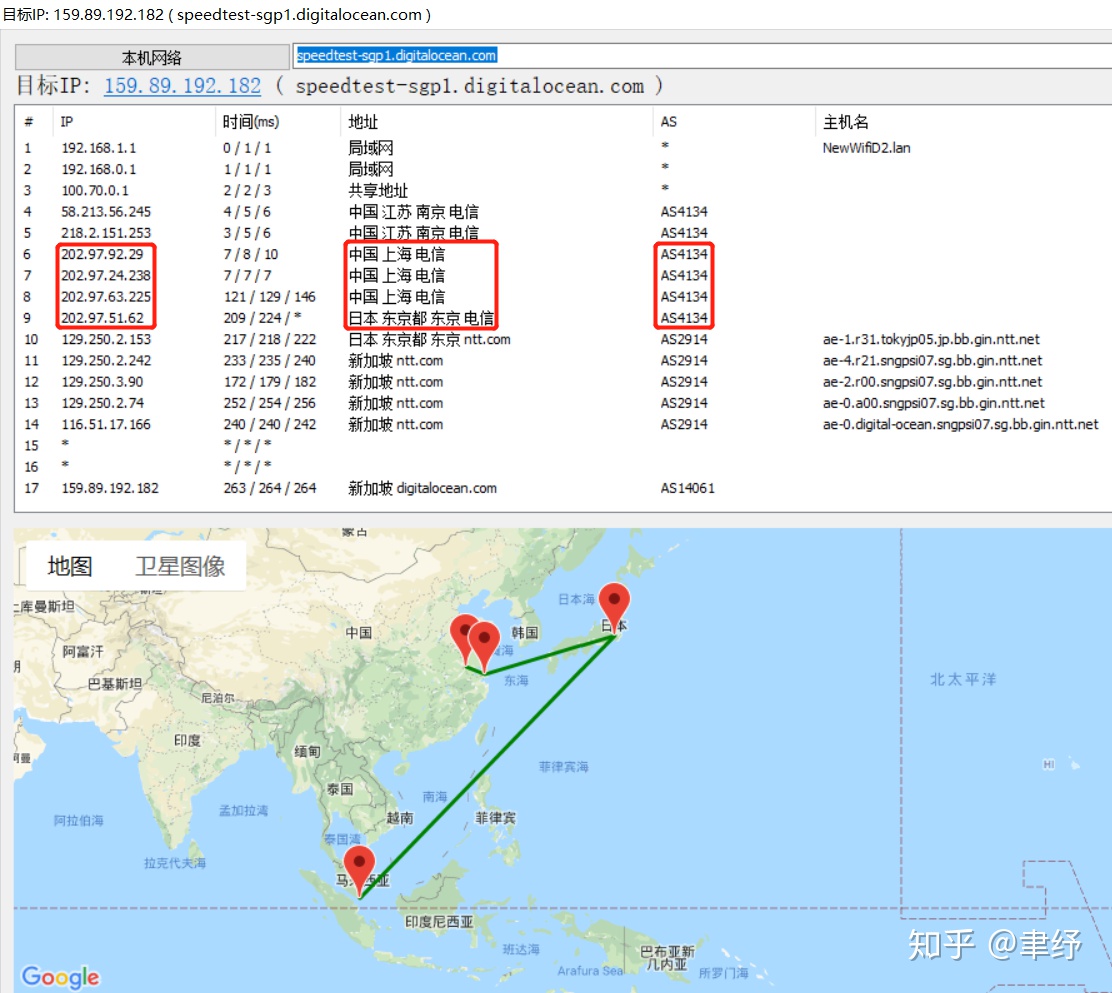 目标IP: 159.89.192.182 ( speedtest-sgp1.digitalocean.com )
本机网络 speedtest-sgp1.digitalocean.com
目标IP: 159.89.192.182 ( speedtest-sgp1.digitalocean.com )
# IP 时间(ms) 地址 AS 主机名
1 192.168.1.1 0 / 1 / 1 局域网 * NewWifiD2.lan
2 192.168.0.1 1 / 1 / 1 局域网 *
3 100.70.0.1 2 / 2 / 3 共享地址 *
4 58.213.56.245 4 / 5 / 6 中国 江苏 南京 电信 AS4134
5 218.2.151.253 3 / 5 / 6 中国 江苏 南京 电信 AS4134
6 202.97.92.29 7 / 8 / 10 中国 上海 电信 AS4134
7 202.97.24.238 7 / 7 / 7 中国 上海 电信 AS4134
8 202.97.63.225 121 / 129 / 146 中国 上海 电信 AS4134
9 202.97.51.62 209 / 224 / * 日本 东京都 东京 电信 AS4134
10 129.250.2.153 217 / 218 / 222 日本 东京都 东京 ntt.com AS2914 ae-1.r31.tokyjp05.jp.bb.gin.ntt.net
11 129.250.2.242 233 / 235 / 240 新加坡 ntt.com AS2914 ae-4.r21.sngpsi07.sg.bb.gin.ntt.net
12 129.250.3.90 172 / 179 / 182 新加坡 ntt.com AS2914 ae-2.r00.sngpsi07.sg.bb.gin.ntt.net
13 129.250.2.74 252 / 254 / 256 新加坡 ntt.com AS2914 ae-0.a00.sngpsi07.sg.bb.gin.ntt.net
14 116.51.17.166 240 / 240 / 242 新加坡 ntt.com AS2914 ae-0.digital-ocean.sngpsi07.sg.bb.gin.ntt.net
15 * * / * / *
16 * * / * / *
17 159.89.192.182 263 / 264 / 264 新加坡 digitalocean.com AS14061
蒙古
地图 卫星图像
土库曼斯坦
日本海
日本
中国
韩国
阿富汗
东海
北太平洋
巴基斯坦
尼泊尔
印度
缅甸
菲律宾海
HI
泰国
南海
孟加拉湾
阿拉伯海
越南
菲律宾
泰国湾
拉克代夫海
马来西亚
印度尼西亚
班达海
巴布亚新
几内亚
Arafura Sea
所罗门海
知乎 @聿纾
Google